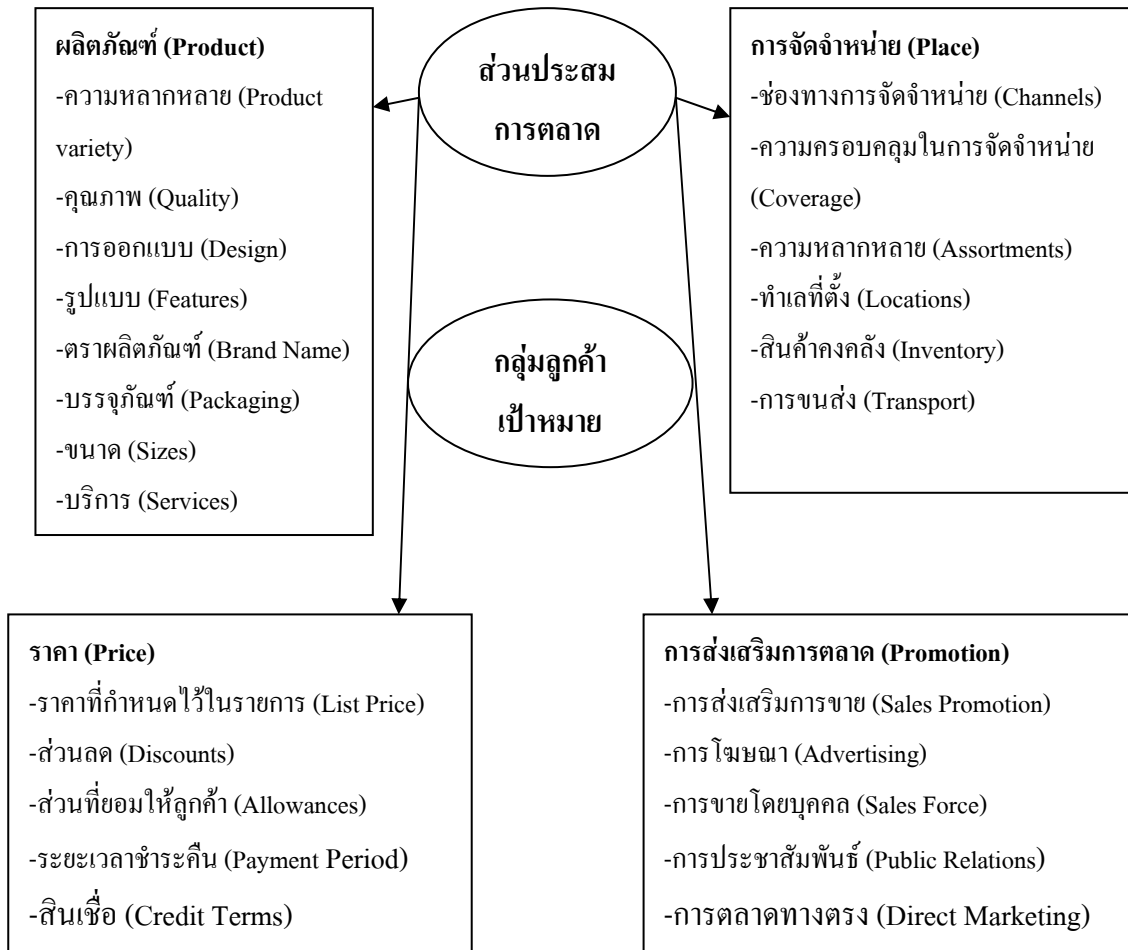 ผลิตภัณฑ์ (Product)
-ความหลากหลาย (Product
variety)
-คุณภาพ (Quality)
-การออกแบบ (Design)
-รูปแบบ (Features)
-ตราผลิตภัณฑ์ (Brand Name)
-บรรจุภัณฑ์ (Packaging)
-ขนาด (Sizes)
-บริการ (Services)
ส่วนประสม
การตลาด
การจัดจำหน่าย (Place)
-ช่องทางการจัดจำหน่าย (Channels)
-ความครอบคลุมในการจัดจำหน่าย
(Coverage)
-ความหลากหลาย (Assortments)
-ทำเลที่ตั้ง (Locations)
-สินค้าคงคลัง (Inventory)
-การขนส่ง (Transport)
กลุ่มลูกค้า
เป้าหมาย
ราคา (Price)
-ราคาที่กำหนดไว้ในรายการ (List Price)
-ส่วนลด (Discounts)
-ส่วนที่ยอมให้ลูกค้า (Allowances)
-ระยะเวลาชำระคืน (Payment Period)
-สินเชื่อ (Credit Terms)
การส่งเสริมการตลาด (Promotion)
-การส่งเสริมการขาย (Sales Promotion)
-การโฆษณา (Advertising)
-การขายโดยบุคคล (Sales Force)
-การประชาสัมพันธ์ (Public Relations)
-การตลาดทางตรง (Direct Marketing)